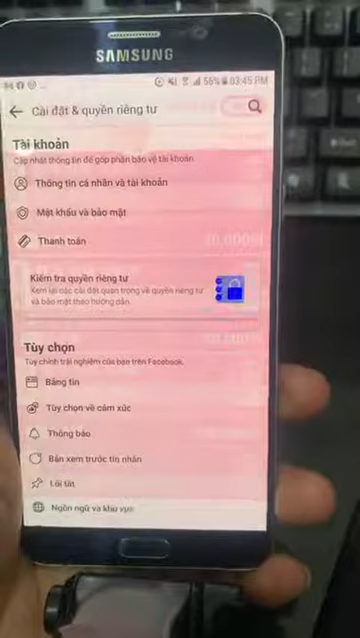 SAMSUNG
55% 03:45 PM
Cài đặt & quyền riêng tư
Tài khoản
Cập nhật thông tin để góp phần bảo vệ tài khoản.
Thông tin cá nhân và tài khoản
Mật khẩu và bảo mật
Thanh toán
Kiểm tra quyền riêng tư
Xem lại các cài đặt quan trọng về quyền riêng tư
và bảo mật theo hướng dẫn.
Tùy chọn
Tùy chỉnh trải nghiệm của bạn trên Facebook.
Bảng tin
Tùy chọn về cảm xúc
Thông báo
Bản xem trước tin nhắn
Lối tắt
Ngôn ngữ và khu vực